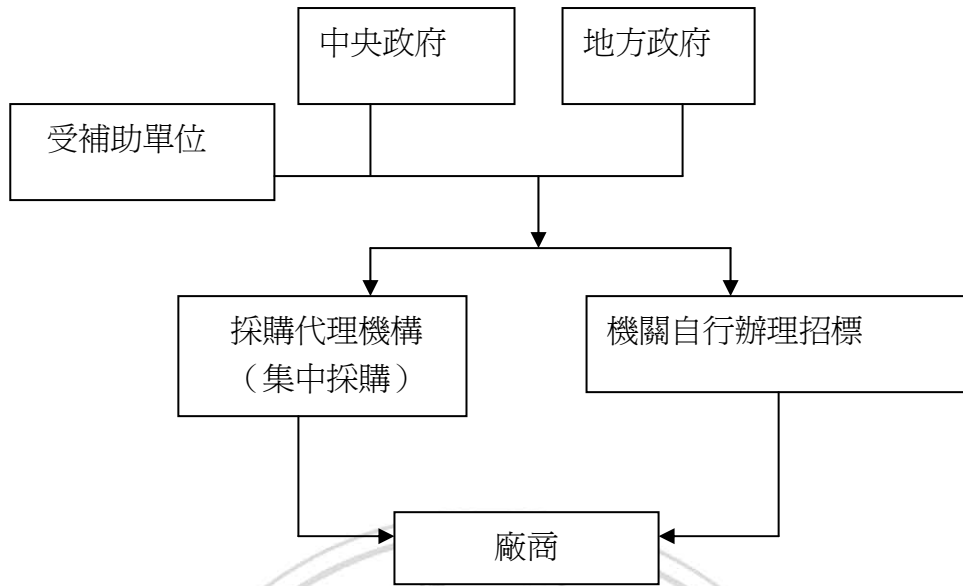 中央政府
地方政府
受補助單位
採購代理機構
（集中採購）
機關自行辦理招標
廠商